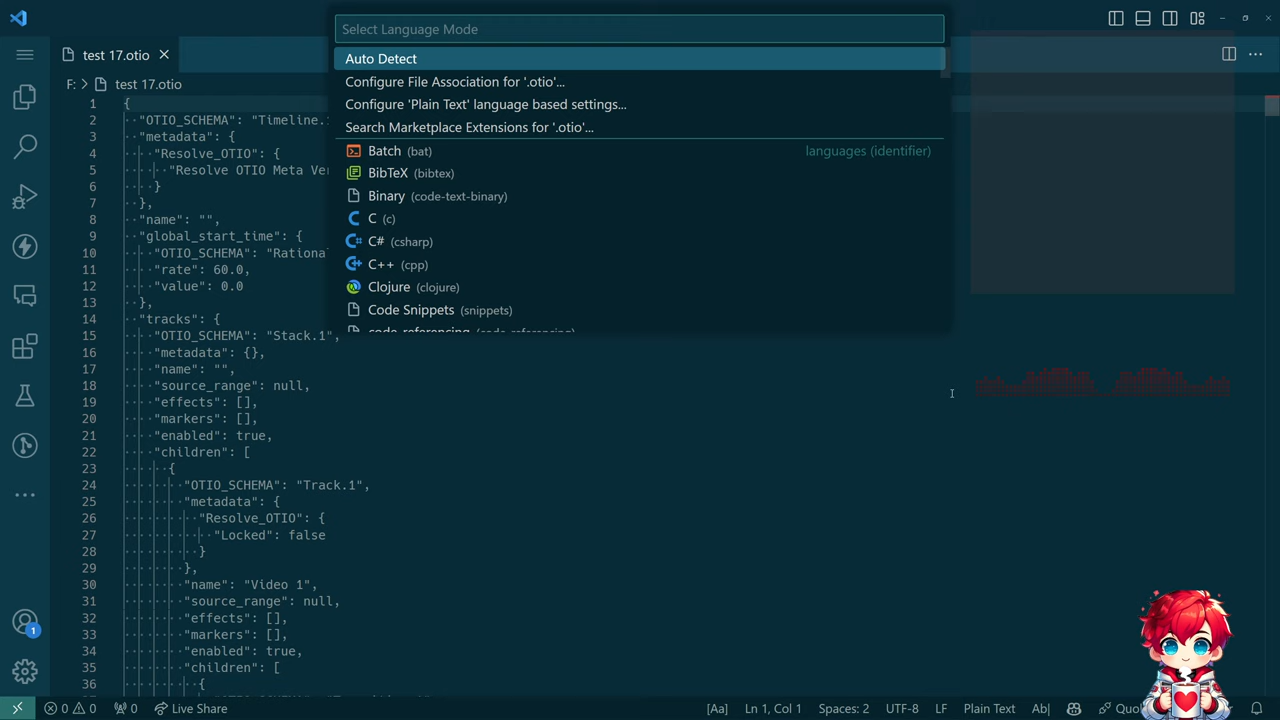 Select Language Mode
Auto Detect
Configure File Association for '.otio'...
Configure 'Plain Text' language based settings...
Search Marketplace Extensions for '.otio'...
Batch (bat) languages (identifier)
BibTeX (bibtex)
Binary (code-text-binary)
C (c)
C# (csharp)
C++ (cpp)
Clojure (clojure)
Code Snippets (snippets)
code-referencing (code-referencing)
test 17.otio
F: > test 17.otio
1 {
2 "OTIO_SCHEMA": "Timeline.
3 "metadata": {
4 "Resolve_OTIO": {
5 "Resolve OTIO Meta Ver
6 }
7 },
8 "name": "",
9 "global_start_time": {
10 "OTIO_SCHEMA": "Rational
11 "rate": 60.0,
12 "value": 0.0
13 },
14 "tracks": {
15 "OTIO_SCHEMA": "Stack.1",
16 "metadata": {},
17 "name": "",
18 "source_range": null,
19 "effects": [],
20 "markers": [],
21 "enabled": true,
22 "children": [
23 {
24 "OTIO_SCHEMA": "Track.1",
25 "metadata": {
26 "Resolve_OTIO": {
27 "Locked": false
28 }
29 },
30 "name": "Video 1",
31 "source_range": null,
32 "effects": [],
33 "markers": [],
34 "enabled": true,
35 "children": [
36 {
1
0 0 0 Live Share [Aa] Ln 1, Col 1 Spaces: 2 UTF-8 LF Plain Text Ab|